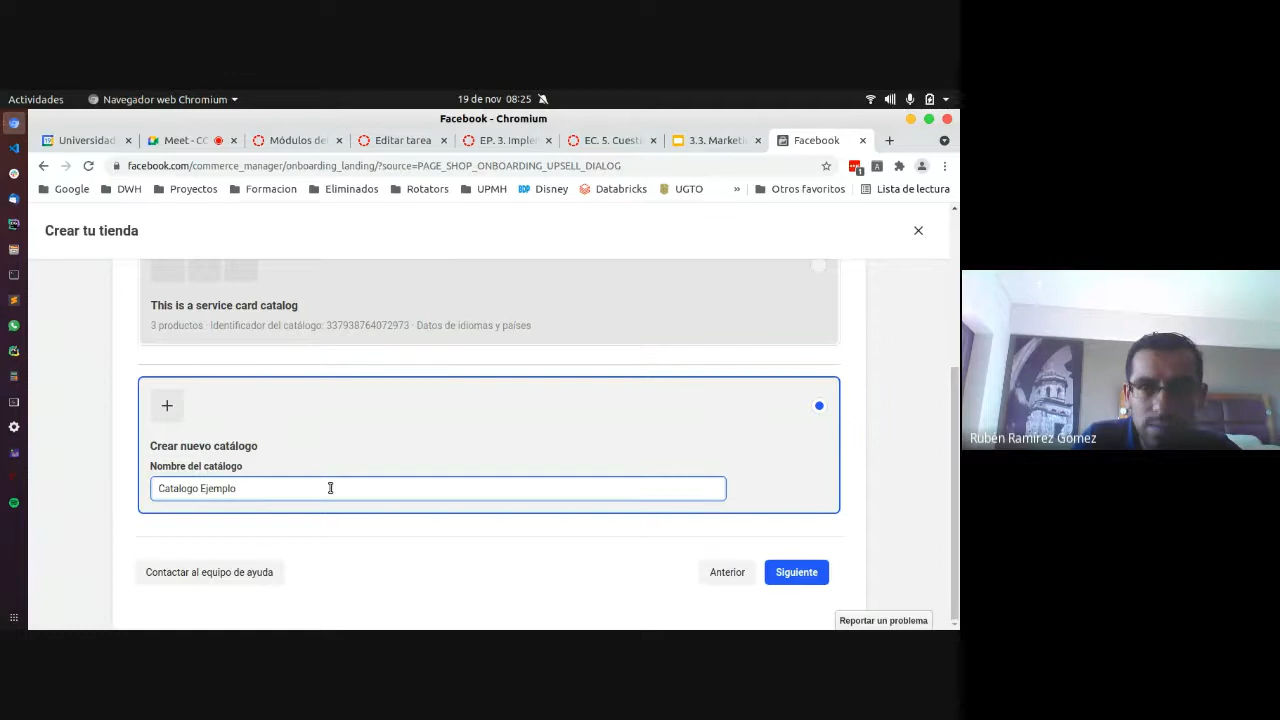 Actividades
Navegador web Chromium
19 de nov 08:25
Facebook - Chromium
Universidad
Meet - CC
Módulos de
Editar tarea
EP. 3. Implem
EC. 5. Cuesti
3.3. Marketi
Facebook
facebook.com/commerce_manager/onboarding_landing/?source=PAGE_SHOP_ONBOARDING_UPSELL_DIALOG
Google
DWH
Proyectos
Formacion
Eliminados
Rotators
UPMH
Disney
Databricks
UGTO
»
Otros favoritos
Lista de lectura
Crear tu tienda
This is a service card catalog
3 productos · Identificador del catálogo: 337938764072973 · Datos de idiomas y países
Crear nuevo catálogo
Nombre del catálogo
Catalogo Ejemplo
Contactar al equipo de ayuda
Anterior
Siguiente
Reportar un problema
Rubén Ramírez Gómez